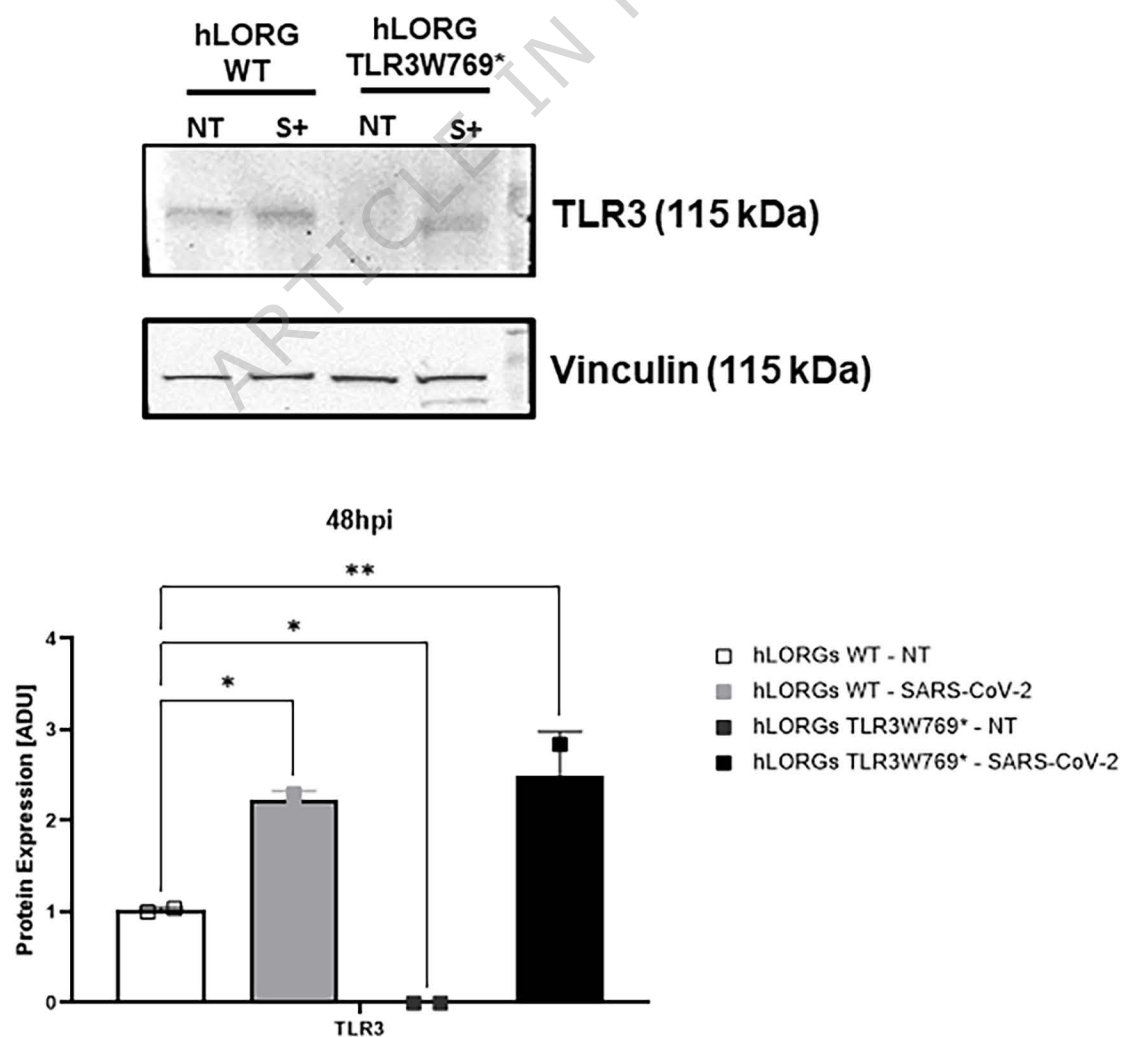 hLORG WT
hLORG TLR3W769*
NT S+ NT S+
TLR3 (115 kDa)
Vinculin (115 kDa)
ARTICLE IN
48hpi
**
*
*
Protein Expression [ADU]
4
3
2
1
0
TLR3
hLORGs WT - NT
hLORGs WT - SARS-CoV-2
hLORGs TLR3W769* - NT
hLORGs TLR3W769* - SARS-CoV-2